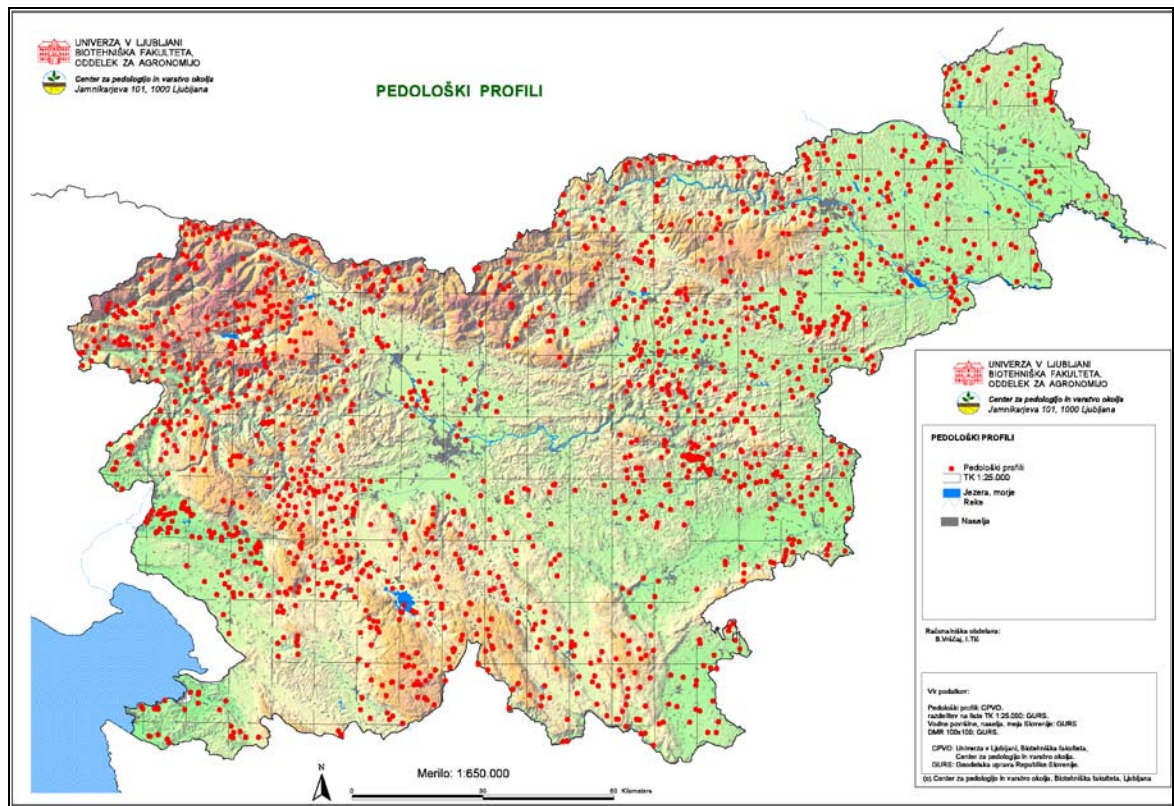 UNIVERZA V LJUBLJANI
BIOTEHNIŠKA FAKULTETA,
ODDELEK ZA AGRONOMIJO
Center za pedologijo in varstvo okolja
Jamnikarjeva 101, 1000 Ljubljana
PEDOLOŠKI PROFILI
UNIVERZA V LJUBLJANI
BIOTEHNIŠKA FAKULTETA,
ODDELEK ZA AGRONOMIJO
Center za pedologijo in varstvo okolja
Jamnikarjeva 101, 1000 Ljubljana
PEDOLOŠKI PROFILI
Pedološki profili
TK 1:25.000
Jezera, morje
Reke
Naselja
Računalniška obdelava:
B.Vrščaj, I.Tič
Vir podatkov:
Pedološki profili: CPVO.
razdelitev na liste TK 1:25.000: GURS.
Vodne površine, naselja, meja Slovenije: GURS
DMR 100x100: GURS.
CPVO: Univerza v Ljubljani, Biotehniška fakulteta,
Center za pedologijo in varstvo okolja.
GURS: Geodetska uprava Republike Slovenije.
(c) Center za pedologijo in varstvo okolja, Biotehniška fakulteta, Ljubljana
N
Merilo: 1:650.000
0 30 60 Kilometers